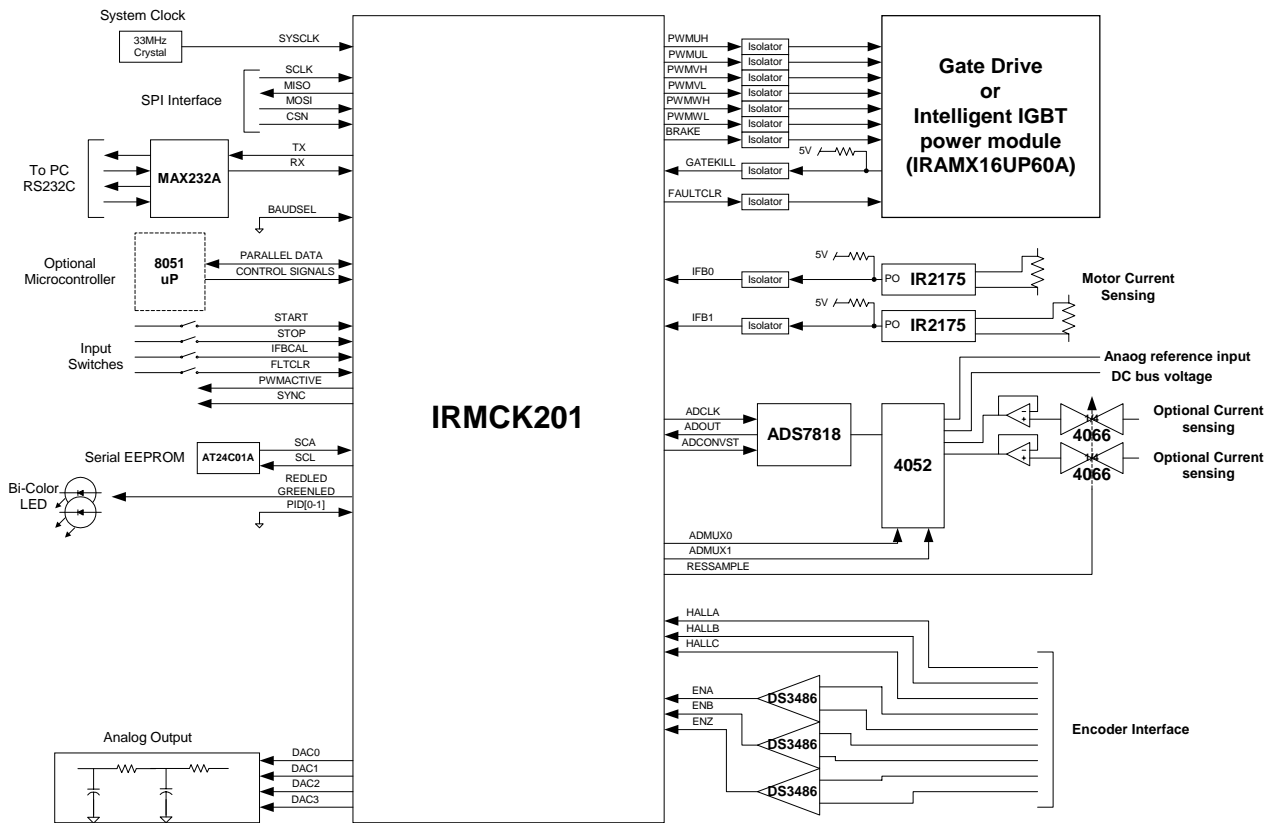 System Clock
33MHz
Crystal
SYSCLK
SCLK
MISO
MOSI
CSN
SPI Interface
TX
RX
To PC
RS232C
MAX232A
BAUDSEL
Optional
Microcontroller
8051
uP
PARALLEL DATA
CONTROL SIGNALS
START
STOP
IFBCAL
FLTCLR
Input
Switches
PWMACTIVE
SYNC
Serial EEPROM
AT24C01A
SCA
SCL
REDLED
GREENLED
Bi-Color
LED
PID[0-1]
Analog Output
DAC0
DAC1
DAC2
DAC3
IRMCK201
PWMUH
PWMUL
PWMVH
PWMVL
PWMWH
PWMWL
BRAKE
GATEKILL
FAULTCLR
Isolator
Isolator
Isolator
Isolator
Isolator
Isolator
Isolator
Isolator
Isolator
5V
Gate Drive
or
Intelligent IGBT
power module
(IRAMX16UP60A)
IFB0
Isolator
5V
PO IR2175
IFB1
Isolator
5V
PO IR2175
Motor Current
Sensing
Anaog reference input
DC bus voltage
ADCLK
ADOUT
ADCONVST
ADS7818
4052
- +
- +
1/4
4066
1/4
4066
Optional Current
sensing
Optional Current
sensing
ADMUX0
ADMUX1
RESSAMPLE
HALLA
HALLB
HALLC
ENA
ENB
ENZ
DS3486
DS3486
DS3486
Encoder Interface